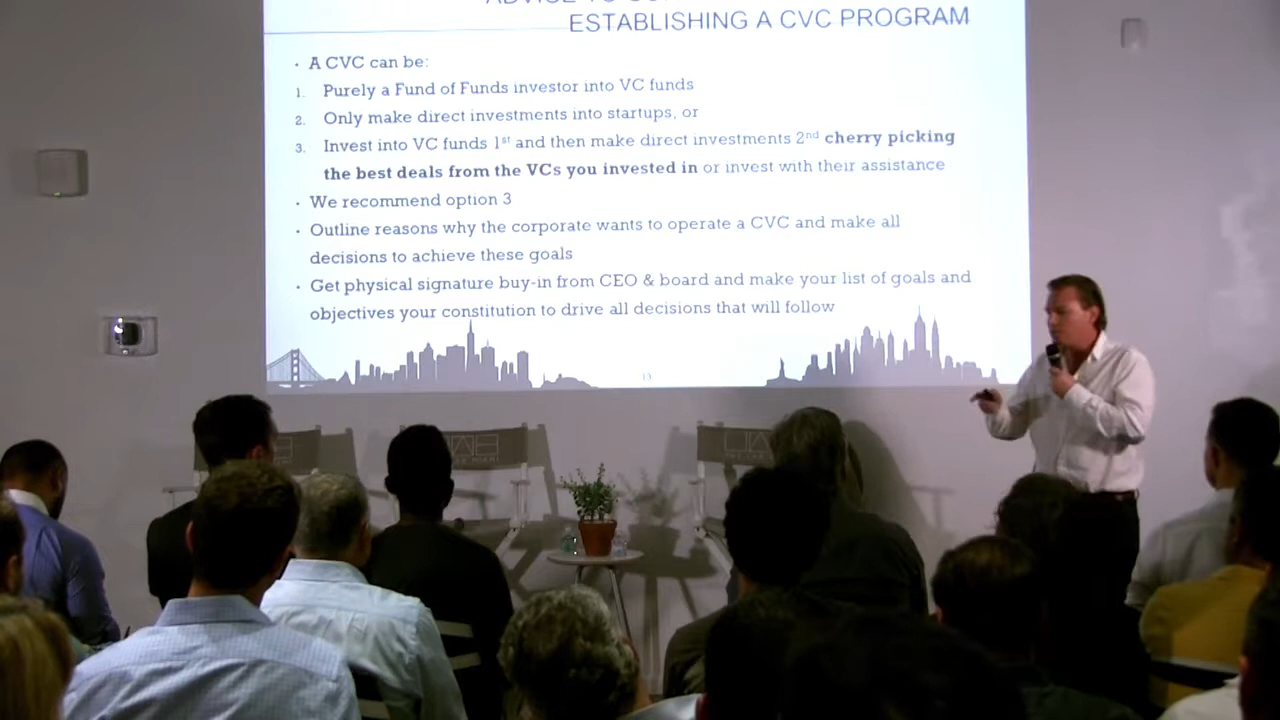 ADVICE TO
ESTABLISHING A CVC PROGRAM
· A CVC can be:
1. Purely a Fund of Funds investor into VC funds
2. Only make direct investments into startups, or
3. Invest into VC funds 1st and then make direct investments 2nd cherry picking
the best deals from the VCs you invested in or invest with their assistance
· We recommend option 3
· Outline reasons why the corporate wants to operate a CVC and make all
decisions to achieve these goals
· Get physical signature buy-in from CEO & board and make your list of goals and
objectives your constitution to drive all decisions that will follow
13